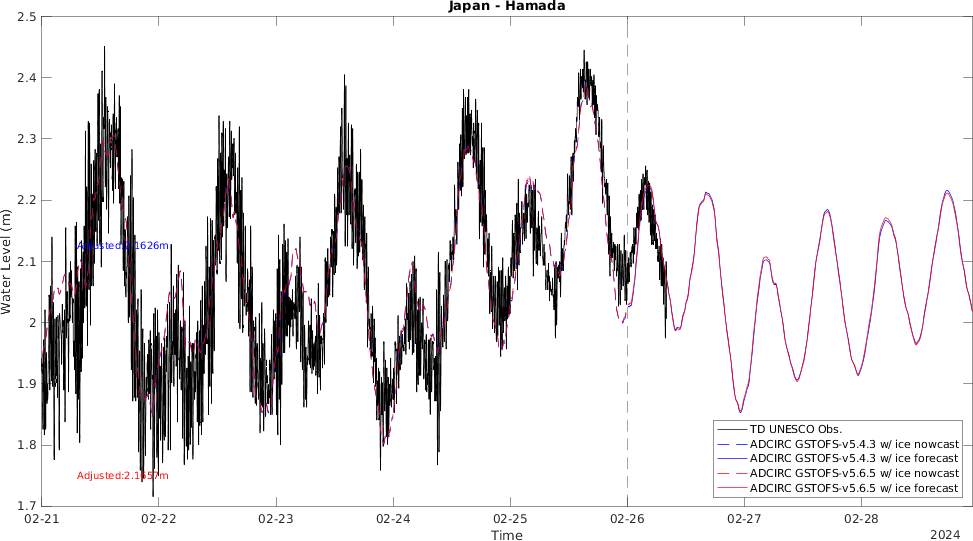 Japan - Hamada
Water Level (m)
2.5
2.4
2.3
2.2
2.1
2
1.9
1.8
1.7
Adjusted:2.1626m
Adjusted:2.1657m
TD UNESCO Obs.
ADCIRC GSTOFS-v5.4.3 w/ ice nowcast
ADCIRC GSTOFS-v5.4.3 w/ ice forecast
ADCIRC GSTOFS-v5.6.5 w/ ice nowcast
ADCIRC GSTOFS-v5.6.5 w/ ice forecast
02-21 02-22 02-23 02-24 02-25 02-26 02-27 02-28
Time
2024